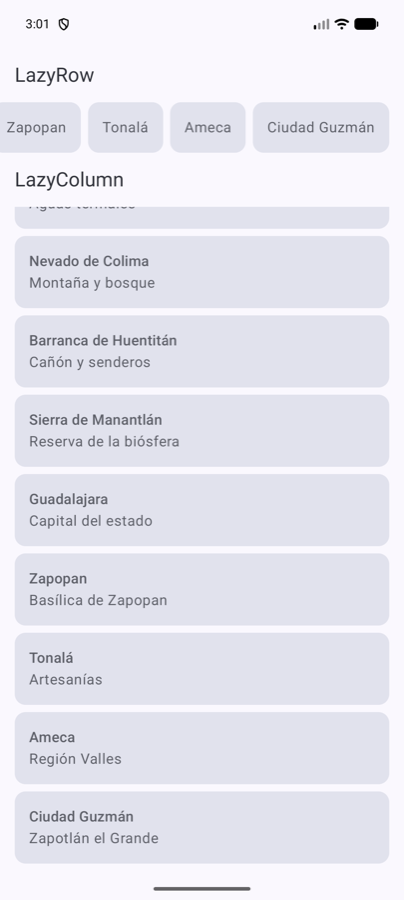 3:01
LazyRow
Zapopan
Tonalá
Ameca
Ciudad Guzmán
LazyColumn
Aguas termales
Nevado de Colima
Montaña y bosque
Barranca de Huentitán
Cañón y senderos
Sierra de Manantlán
Reserva de la biósfera
Guadalajara
Capital del estado
Zapopan
Basílica de Zapopan
Tonalá
Artesanías
Ameca
Región Valles
Ciudad Guzmán
Zapotlán el Grande